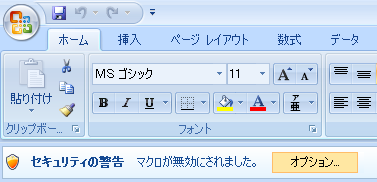 ホーム 挿入 ページ レイアウト 数式 データ
貼り付け
MS ゴシック 11 A A
B I U A ア亜
クリップボー... フォント
セキュリティの警告 マクロが無効にされました。 オプション...